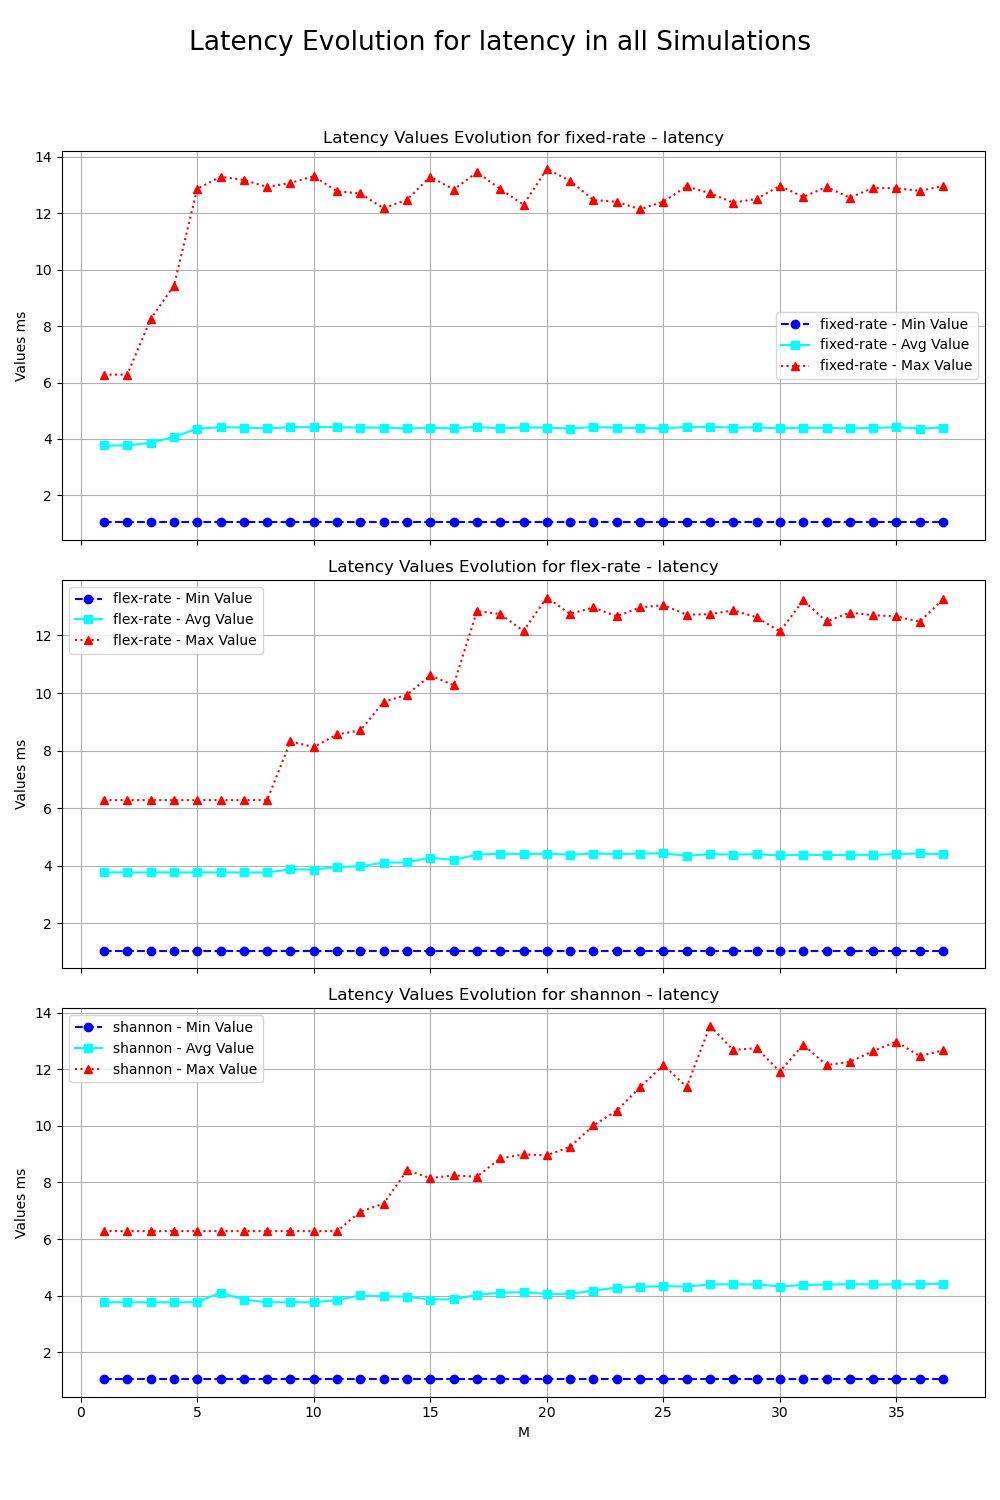 Latency Evolution for latency in all Simulations
Latency Values Evolution for fixed-rate - latency
14
12
10
8
6
4
2
Values ms
fixed-rate - Min Value
fixed-rate - Avg Value
fixed-rate - Max Value
Latency Values Evolution for flex-rate - latency
flex-rate - Min Value
flex-rate - Avg Value
flex-rate - Max Value
12
10
8
6
4
2
Values ms
Latency Values Evolution for shannon - latency
shannon - Min Value
shannon - Avg Value
shannon - Max Value
14
12
10
8
6
4
2
Values ms
0 5 10 15 20 25 30 35
M